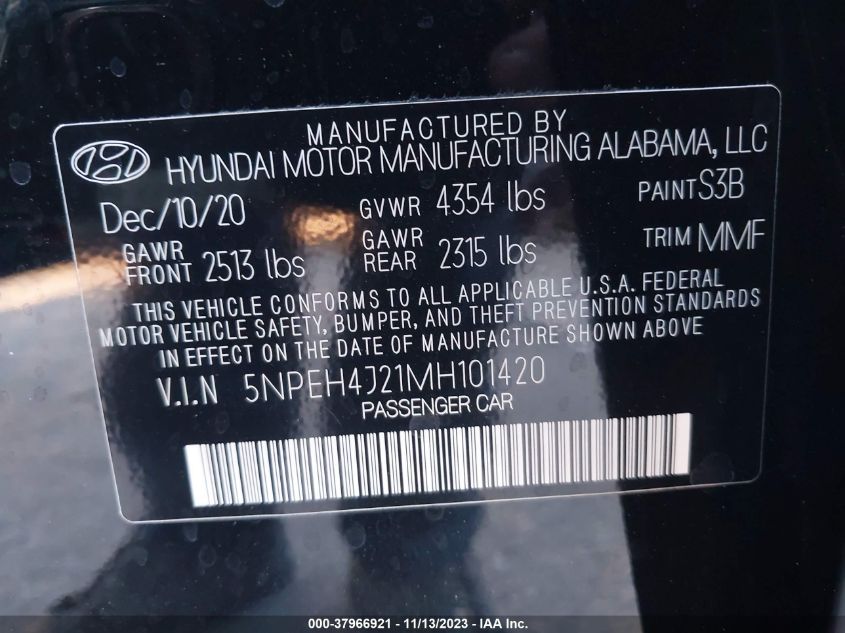 MANUFACTURED BY
HYUNDAI MOTOR MANUFACTURING ALABAMA, LLC
Dec/10/20 GVWR 4354 lbs PAINT S3B
GAWR FRONT 2513 lbs GAWR REAR 2315 lbs TRIM MMF
THIS VEHICLE CONFORMS TO ALL APPLICABLE U.S.A. FEDERAL
MOTOR VEHICLE SAFETY, BUMPER, AND THEFT PREVENTION STANDARDS
IN EFFECT ON THE DATE OF MANUFACTURE SHOWN ABOVE
V.I.N 5NPEH4J21MH101420
PASSENGER CAR
000-37966921 - 11/13/2023 - IAA Inc.